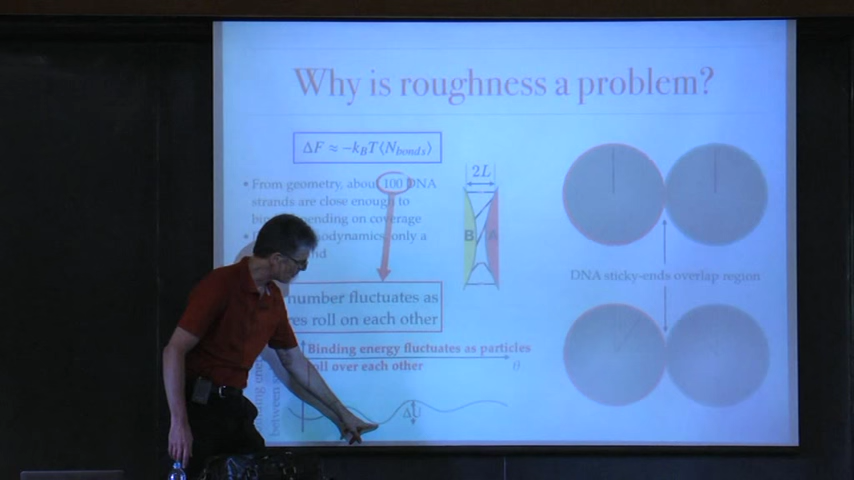 Why is roughness a problem?
ΔF ≈ −k_BT⟨N_bonds⟩
• From geometry, about 100 DNA
strands are close enough to
depending on coverage
only a
number fluctuates as
roll on each other
2L
B
A
DNA sticky-ends overlap region
Binding energy fluctuates as particles
roll over each other
θ
ΔU
between